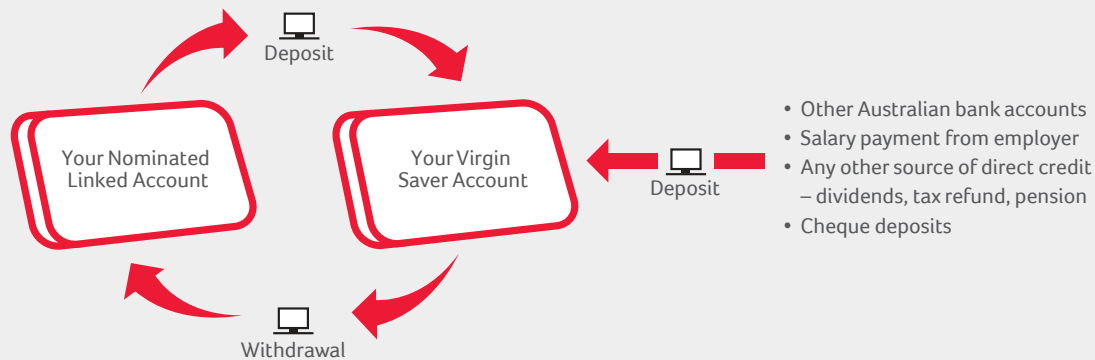 Deposit
Your Nominated
Linked Account
Your Virgin
Saver Account
Deposit
• Other Australian bank accounts
• Salary payment from employer
• Any other source of direct credit
– dividends, tax refund, pension
• Cheque deposits
Withdrawal